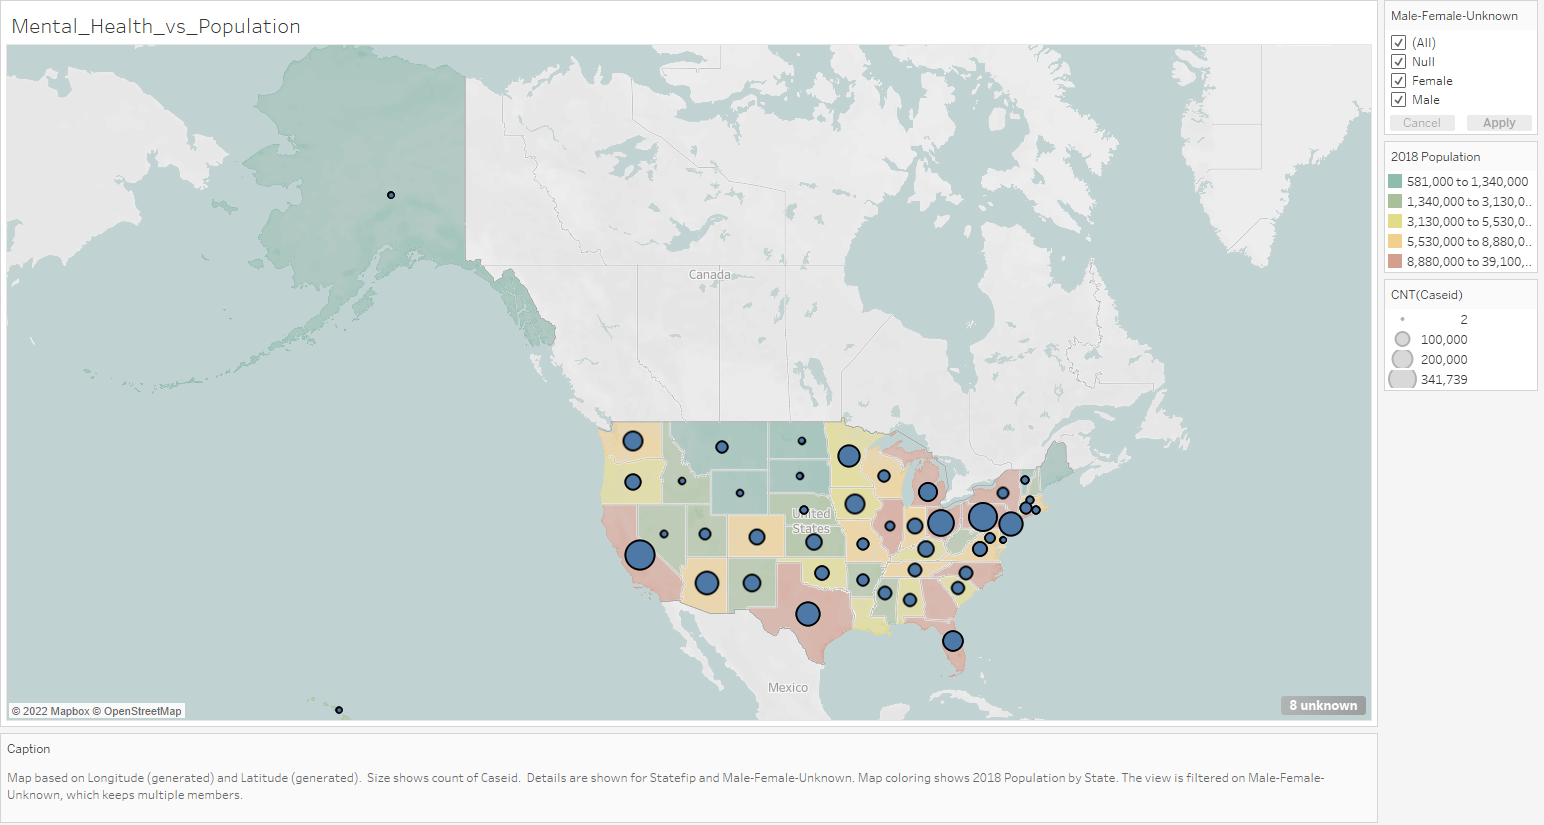 Mental_Health_vs_Population
Canada
United
States
Mexico
© 2022 Mapbox © OpenStreetMap
8 unknown
Male-Female-Unknown
(All)
Null
Female
Male
Cancel
Apply
2018 Population
581,000 to 1,340,000
1,340,000 to 3,130,0..
3,130,000 to 5,530,0..
5,530,000 to 8,880,0..
8,880,000 to 39,100,..
CNT(Caseid)
2
100,000
200,000
341,739
Caption
Map based on Longitude (generated) and Latitude (generated).  Size shows count of Caseid.  Details are shown for Statefip and Male-Female-Unknown. Map coloring shows 2018 Population by State. The view is filtered on Male-Female-
Unknown, which keeps multiple members.